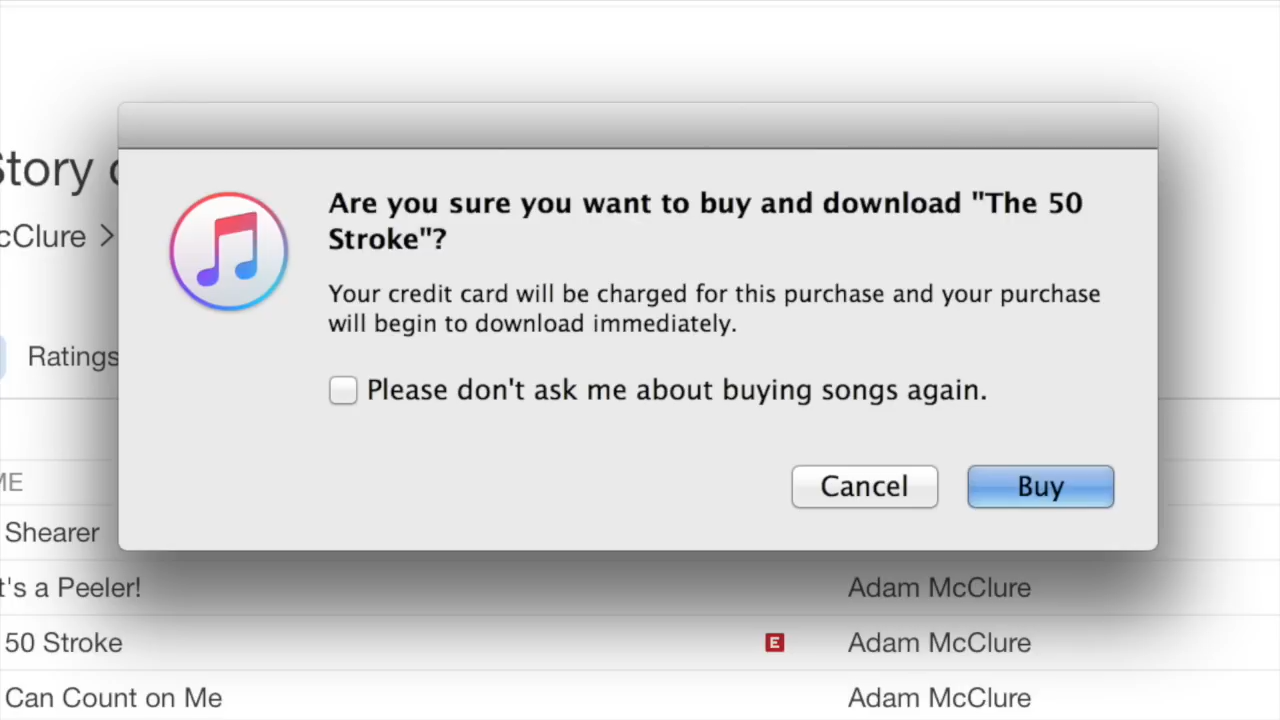 Story
cClure >
Are you sure you want to buy and download "The 50
Stroke"?
Your credit card will be charged for this purchase and your purchase
will begin to download immediately.
Ratings
Please don't ask me about buying songs again.
ME
Cancel
Buy
Shearer
t's a Peeler!
Adam McClure
50 Stroke
E
Adam McClure
Can Count on Me
Adam McClure